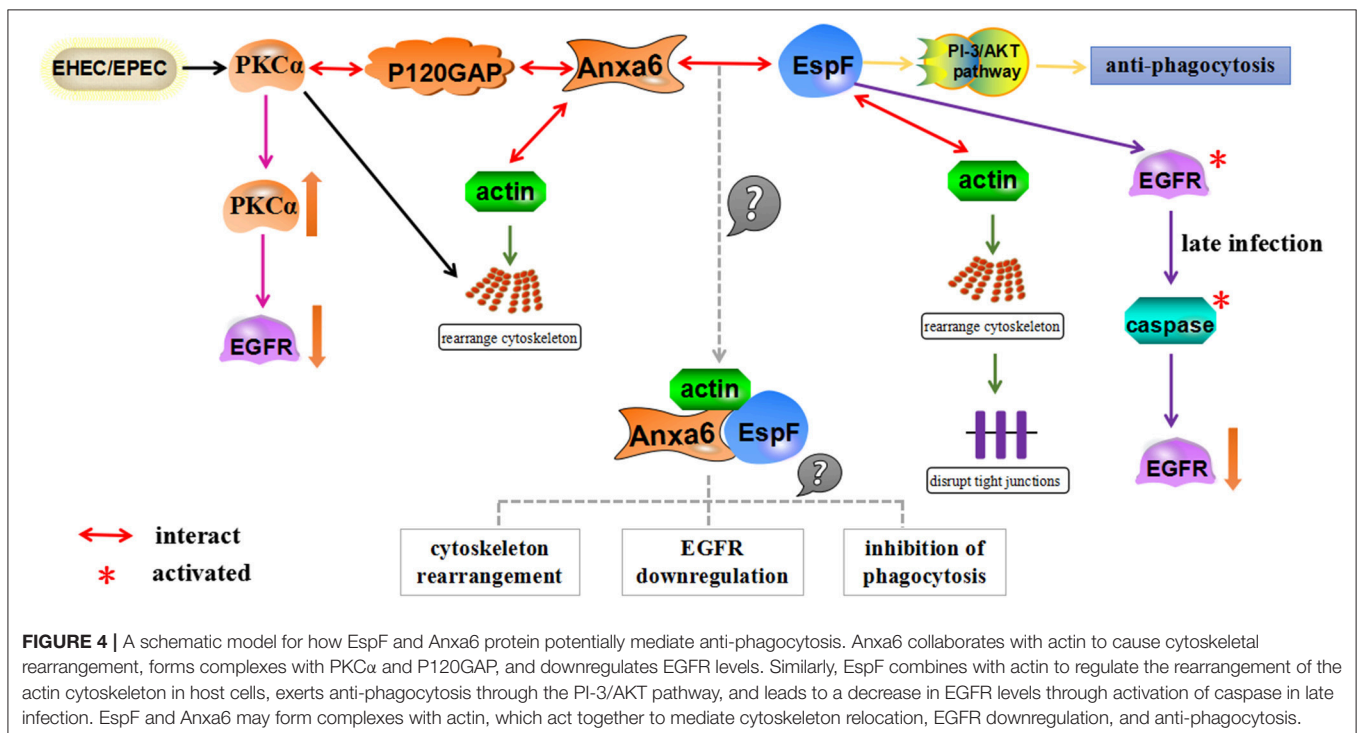 EHEC/EPEC
PKCα
P120GAP
Anxa6
EspF
PI-3/AKT
pathway
anti-phagocytosis
actin
actin
EGFR *
PKCα
?
late infection
rearrange cytoskeleton
rearrange cytoskeleton
caspase *
EGFR
actin
Anxa6
EspF
?
disrupt tight junctions
EGFR
interact
* activated
cytoskeleton
rearrangement
EGFR
downregulation
inhibition of
phagocytosis
FIGURE 4 | A schematic model for how EspF and Anxa6 protein potentially mediate anti-phagocytosis. Anxa6 collaborates with actin to cause cytoskeletal
rearrangement, forms complexes with PKCα and P120GAP, and downregulates EGFR levels. Similarly, EspF combines with actin to regulate the rearrangement of the
actin cytoskeleton in host cells, exerts anti-phagocytosis through the PI-3/AKT pathway, and leads to a decrease in EGFR levels through activation of caspase in late
infection. EspF and Anxa6 may form complexes with actin, which act together to mediate cytoskeleton relocation, EGFR downregulation, and anti-phagocytosis.